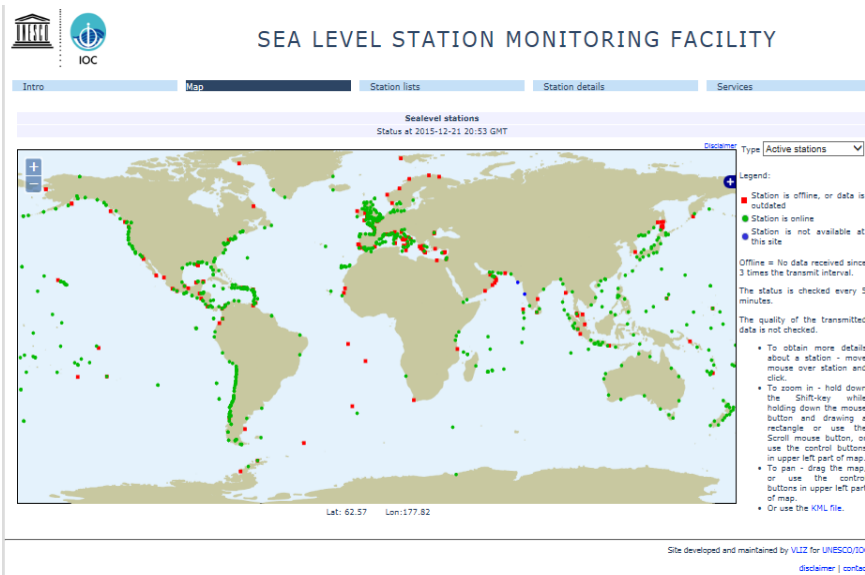 UNESCO
IOC
SEA LEVEL STATION MONITORING FACILITY
Intro
Map
Station lists
Station details
Services
Sealevel stations
Status at 2015-12-21 20:53 GMT
Disclaimer
Type Active stations
Legend:
Station is offline, or data is
outdated
Station is online
Station is not available at
this site
Offline = No data received since
3 times the transmit interval.
The status is checked every 5
minutes.
The quality of the transmitted
data is not checked.
• To obtain more details
about a station - move
mouse over station and
click.
• To zoom in - hold down
the Shift-key while
holding down the mouse
button and drawing a
rectangle or use the
Scroll mouse button, or
use the control buttons
in upper left part of map.
• To pan - drag the map,
or use the control
buttons in upper left part
of map.
• Or use the KML file.
Lat: 62.57 Lon:177.82
Site developed and maintained by VLIZ for UNESCO/IOC
disclaimer | contac